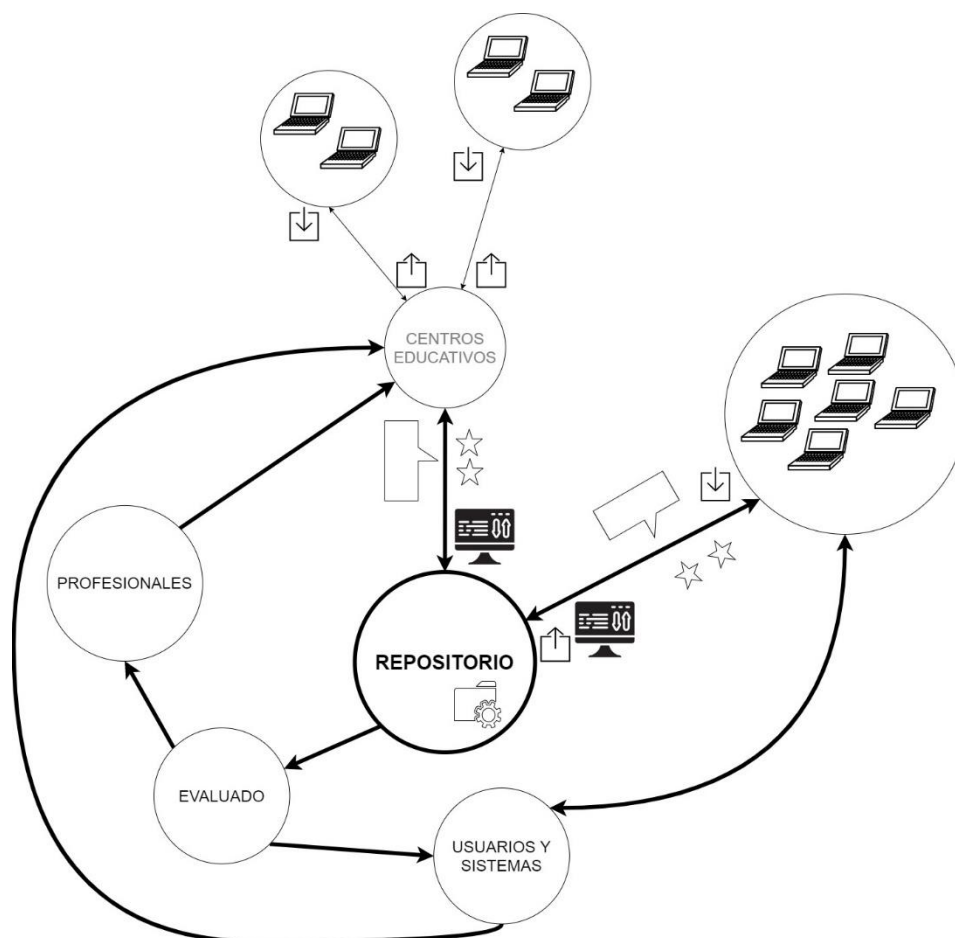 CENTROS
EDUCATIVOS
PROFESIONALES
REPOSITORIO
EVALUADO
USUARIOS Y
SISTEMAS